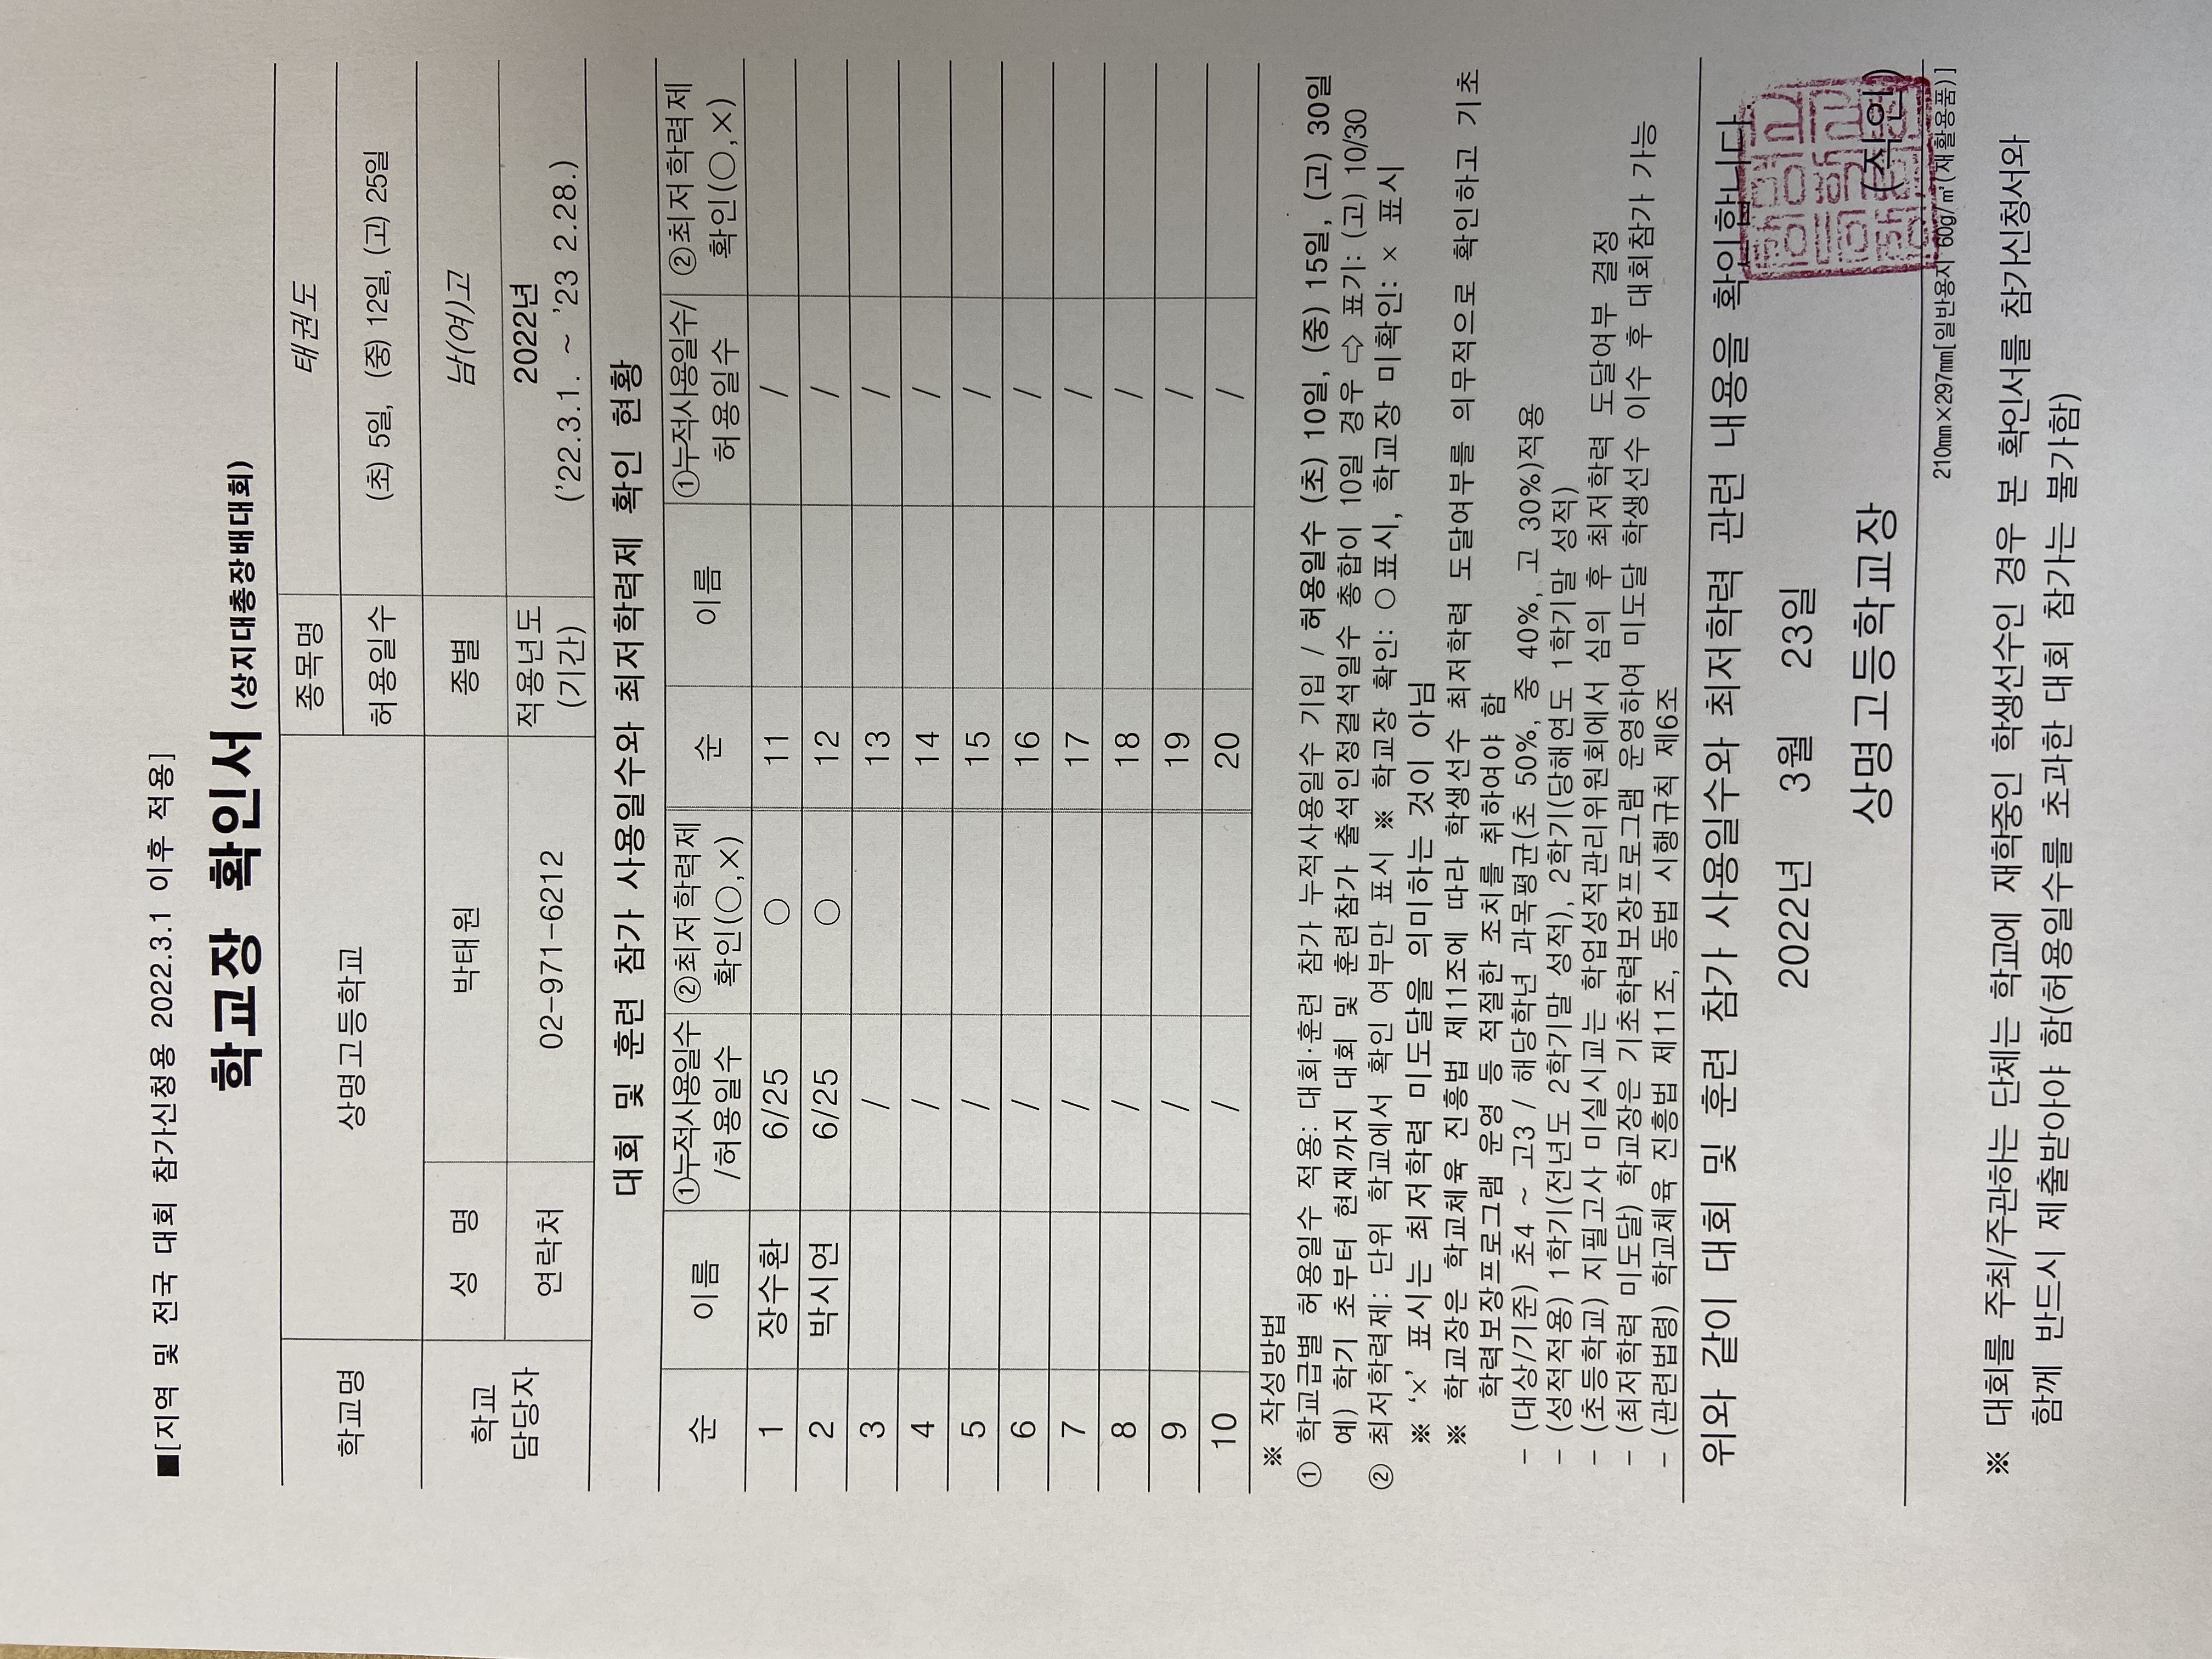 ■[지역 및 전국 대회 참가신청용 2022.3.1 이후 적용]
학교장 확인서 (상지대총장배대회)
학교명 상명고등학교 종목명 태권도
허용일수 (초) 5일, (중) 12일, (고) 25일
학교 담당자 성 명 박태원 종별 남(여)고
연락처 02-971-6212 적용년도 (기간) 2022년
('22.3.1. ~ '23 2.28.)
대회 및 훈련 참가 사용일수와 최저학력제 확인 현황
순 이름 ①누적사용일수/허용일수 ②최저학력제 확인(○,×) 순 이름 ①누적사용일수/허용일수 ②최저학력제 확인(○,×)
1 장수환 6/25 ○ 11 /
2 박시연 6/25 ○ 12 /
3 / 13 /
4 / 14 /
5 / 15 /
6 / 16 /
7 / 17 /
8 / 18 /
9 / 19 /
10 / 20 /
※ 작성방법
① 학교급별 허용일수 적용: 대회·훈련 참가 누적사용일수 기입 / 허용일수 (초) 10일, (중) 15일, (고) 30일
예) 학기 초부터 현재까지 대회 및 훈련참가 출석인정결석일수 총합이 10일 경우 ⇨ 표기: (고) 10/30
② 최저학력제: 단위 학교에서 확인 여부만 표시 ※ 학교장 확인: ○ 표시, 학교장 미확인: × 표시
※ '×' 표시는 최저학력 미도달을 의미하는 것이 아님
※ 학교장은 학교체육 진흥법 제11조에 따라 학생선수 최저학력 도달여부를 의무적으로 확인하고 기초
학력보장프로그램 운영 등 적절한 조치를 취하여야 함
- (대상/기준) 초4 ~ 고3 / 해당학년 과목평균(초 50%, 중 40%, 고 30%)적용
- (성적적용) 1학기(전년도 2학기말 성적), 2학기(당해연도 1학기말 성적)
- (초등학교) 지필고사 미실시교는 학업성적관리위원회에서 심의 후 최저학력 도달여부 결정
- (최저학력 미도달) 학교장은 기초학력보장프로그램 운영하여 미도달 학생선수 이수 후 대회참가 가능
- (관련법령) 학교체육 진흥법 제11조, 동법 시행규칙 제6조
위와 같이 대회 및 훈련 참가 사용일수와 최저학력 관련 내용을 확인합니다.
2022년 3월 23일
상명고등학교장 (직인)
210㎜×297㎜[일반용지 60g/㎡(재활용품)]
※ 대회를 주최/주관하는 단체는 학교에 재학중인 학생선수인 경우 본 확인서를 참가신청서와
함께 반드시 제출받아야 함(허용일수를 초과한 대회 참가는 불가함)